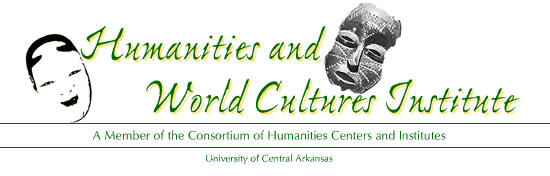 Humanities and
World Cultures Institute
A Member of the Consortium of Humanities Centers and Institutes
University of Central Arkansas